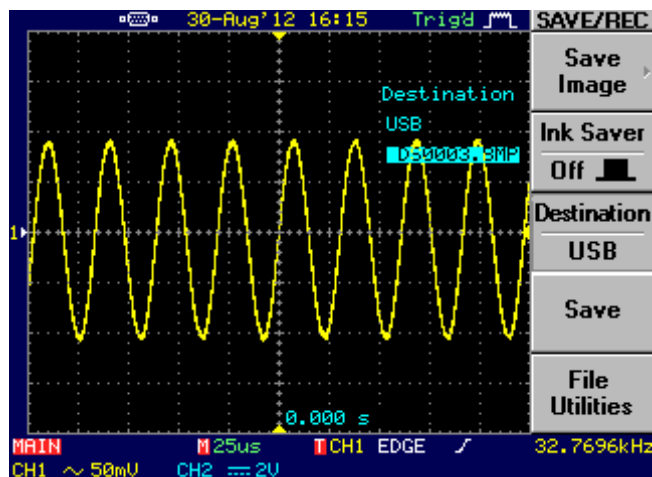 30-Aug'12 16:15 Trig'd SAVE/REC
Save
Image
Destination
USB
DS0003.BMP
Ink Saver
Off
Destination
USB
1
Save
File
Utilities
0.000 s
MAIN M 25us T CH1 EDGE 32.7696kHz
CH1 50mV CH2 2V